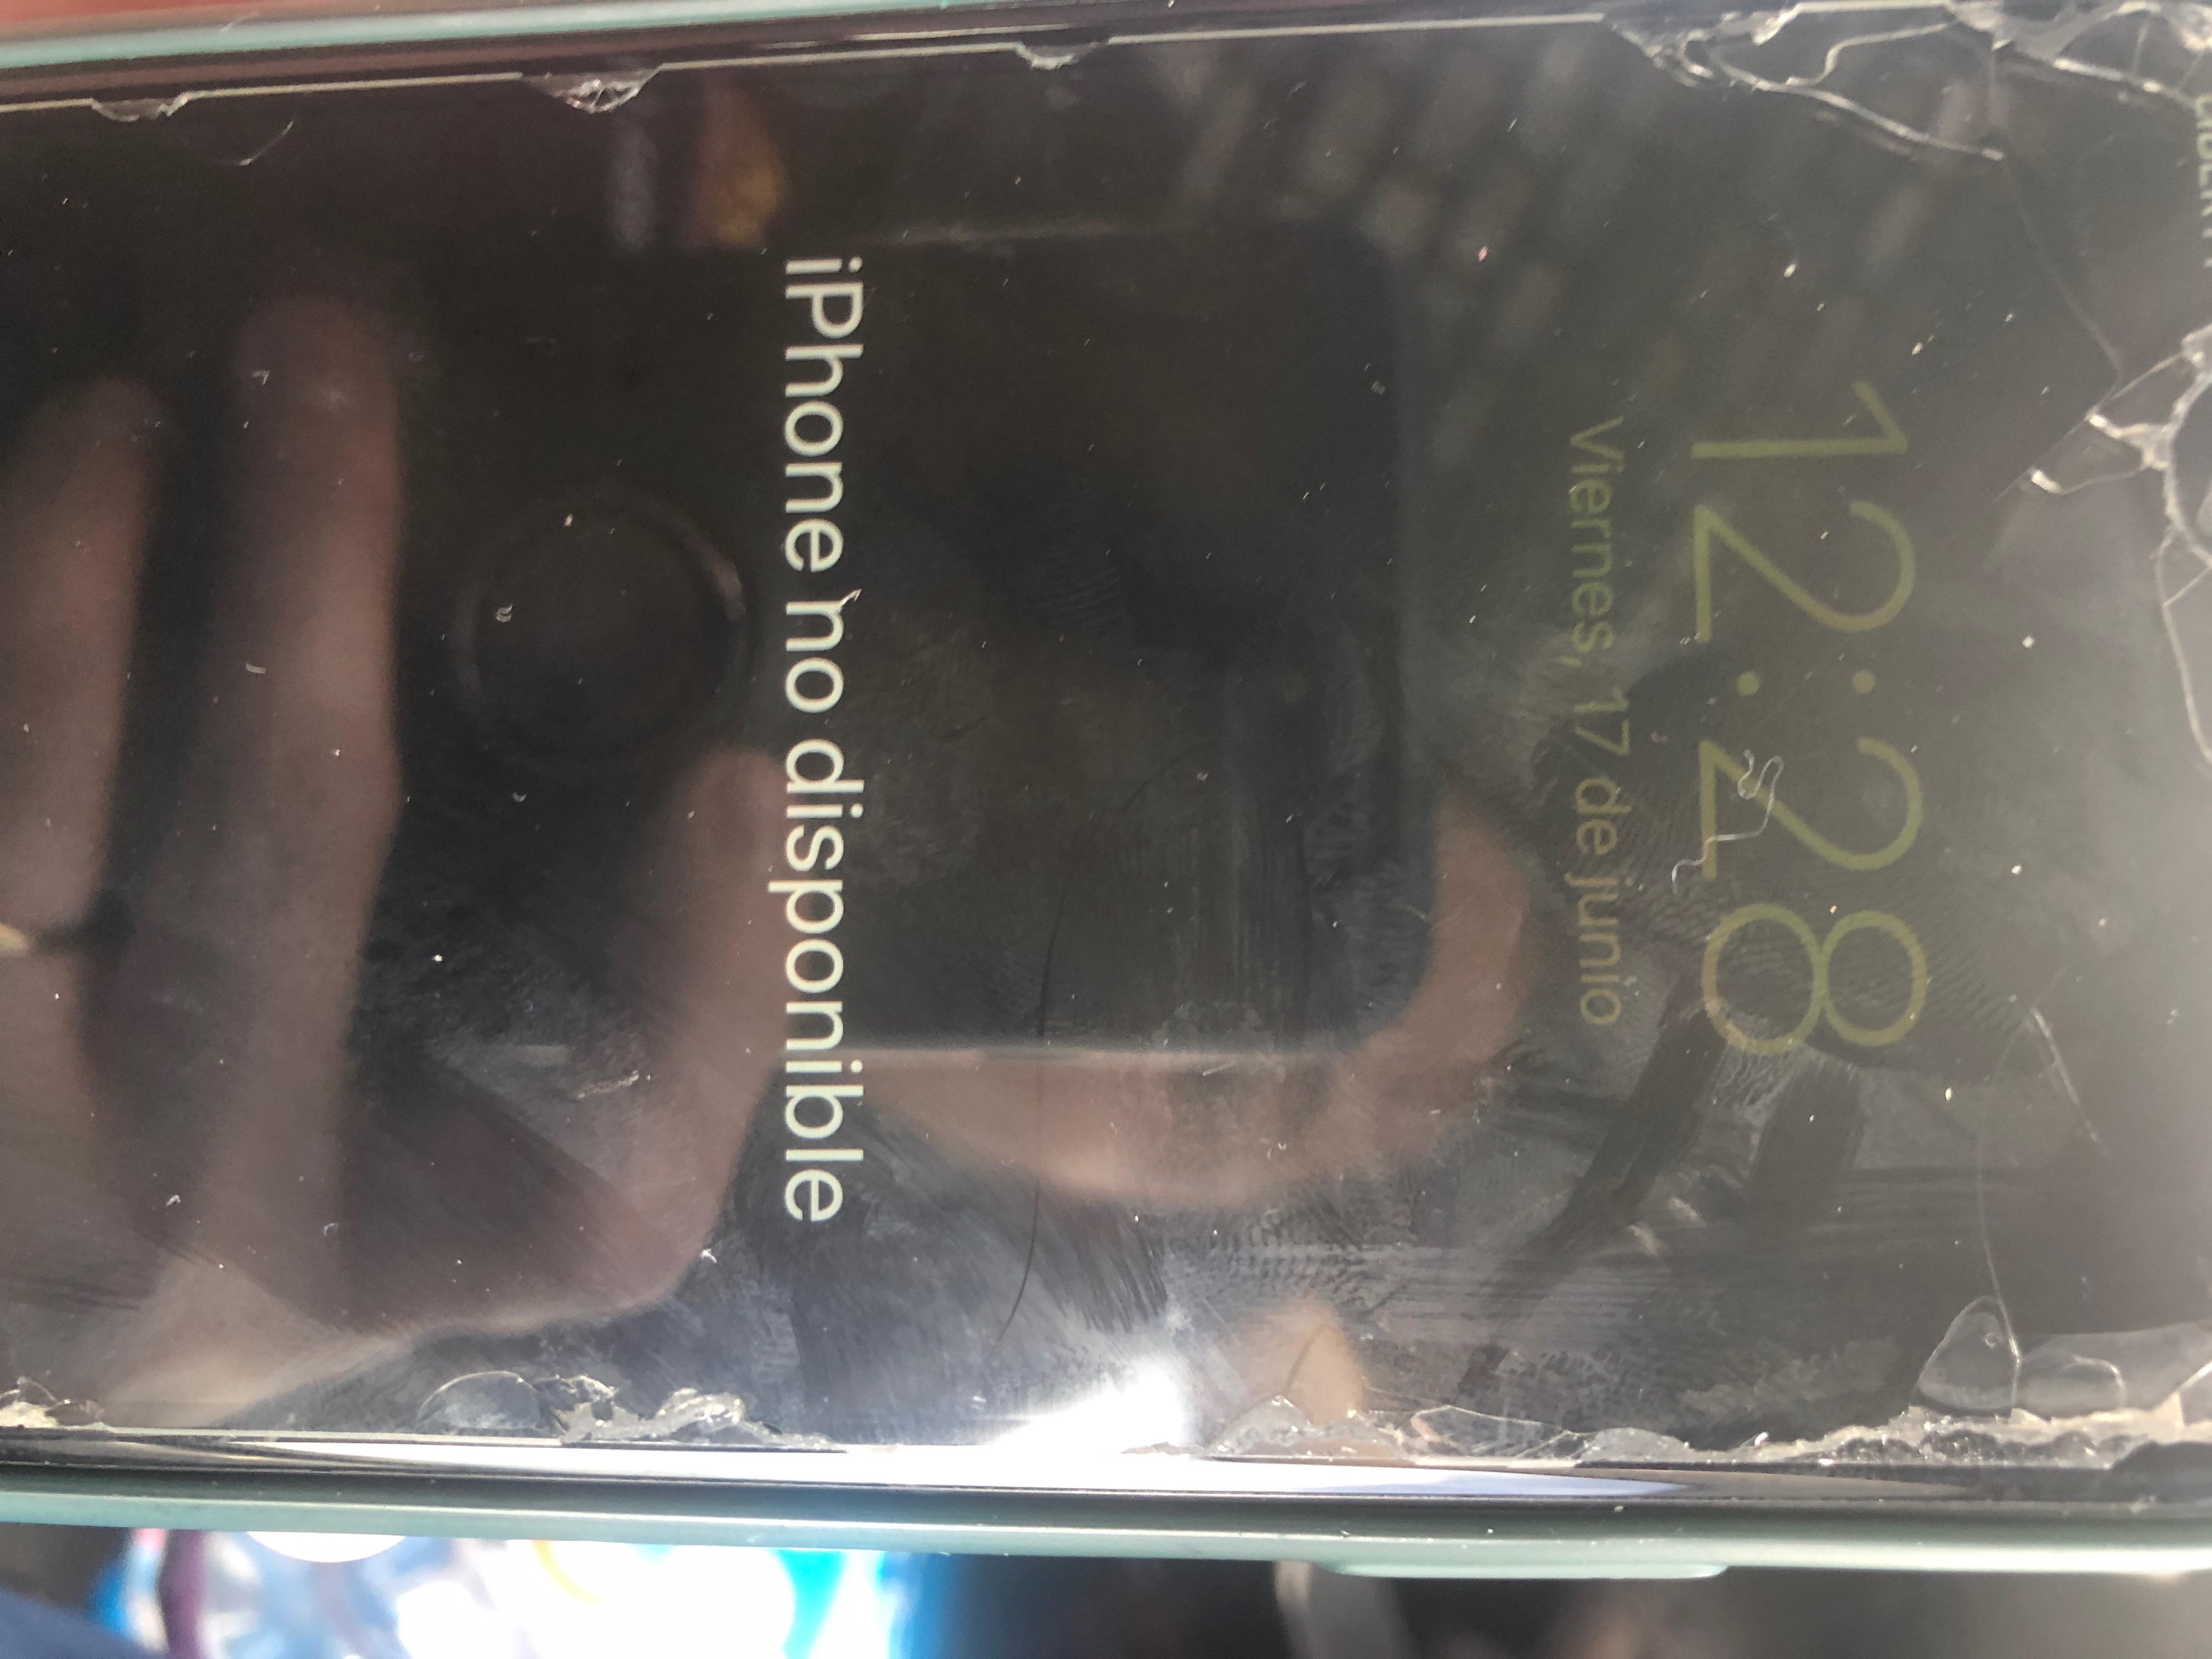 12:28
Viernes, 17 de junio
iPhone no disponible